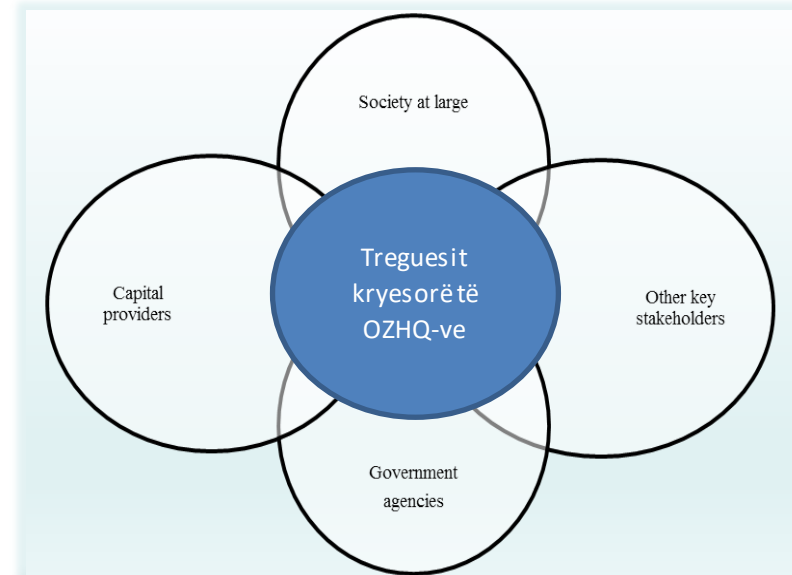 Society at large
Capital
providers
Treguesit
kryesorë të
OZHQ-ve
Other key
stakeholders
Government
agencies